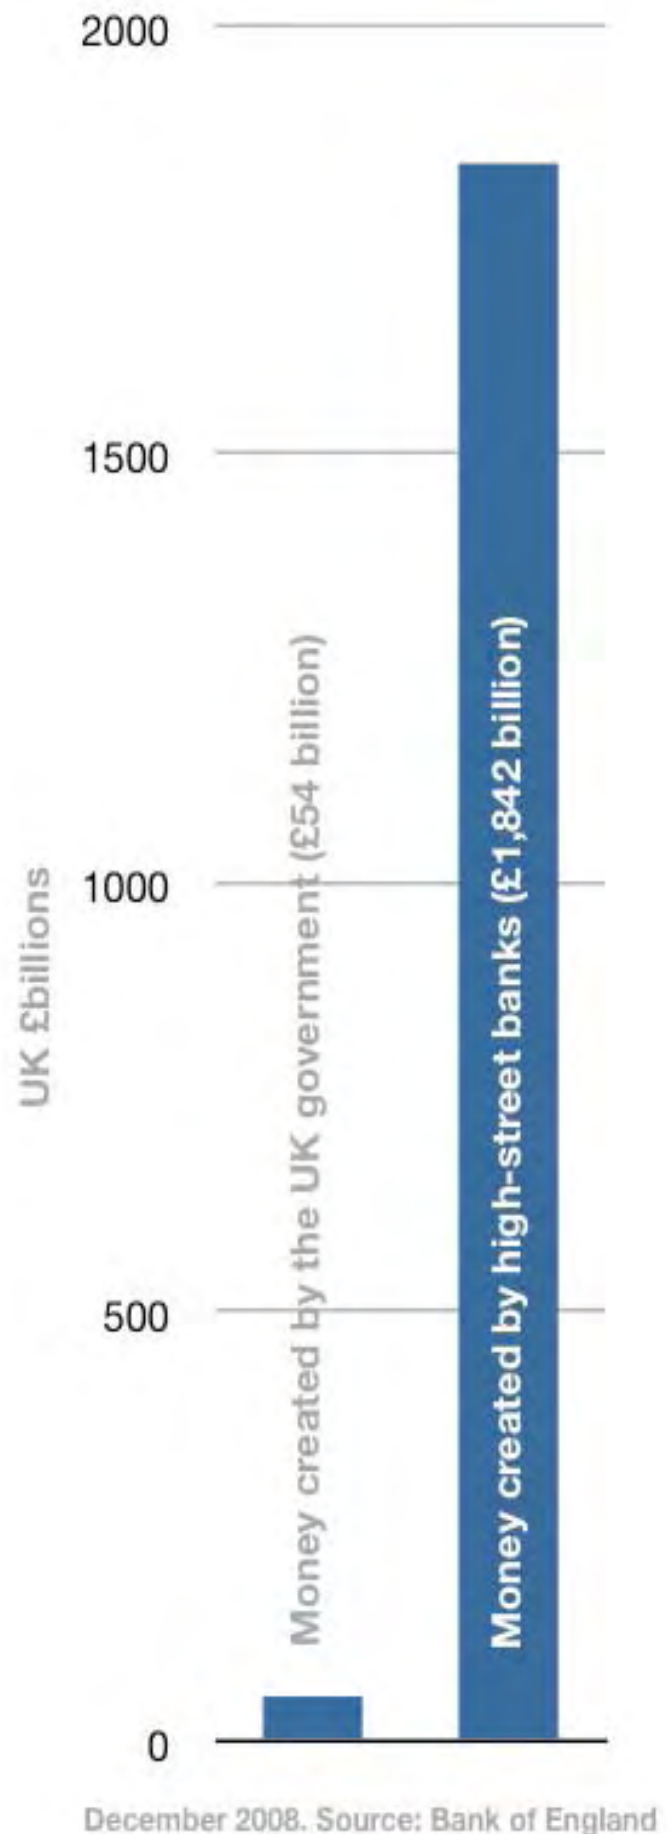 2000
1500
1000
500
0
UK £billions
Money created by the UK government (£54 billion)
Money created by high-street banks (£1,842 billion)
December 2008. Source: Bank of England